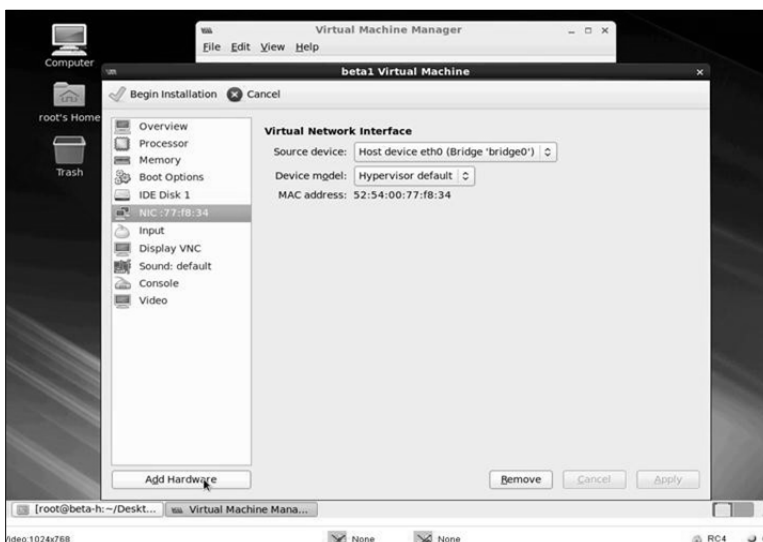 Virtual Machine Manager
File Edit View Help
Computer
beta1 Virtual Machine
Begin Installation Cancel
root's Home
Overview
Processor
Memory
Boot Options
IDE Disk 1
NIC :77:f8:34
Input
Display VNC
Sound: default
Console
Video
Virtual Network Interface
Source device: Host device eth0 (Bridge 'bridge0')
Device model: Hypervisor default
MAC address: 52:54:00:77:f8:34
Trash
Add Hardware
Remove Cancel Apply
[root@beta-h:~/Deskt... Virtual Machine Mana...
Video:1024x768 None None RC4